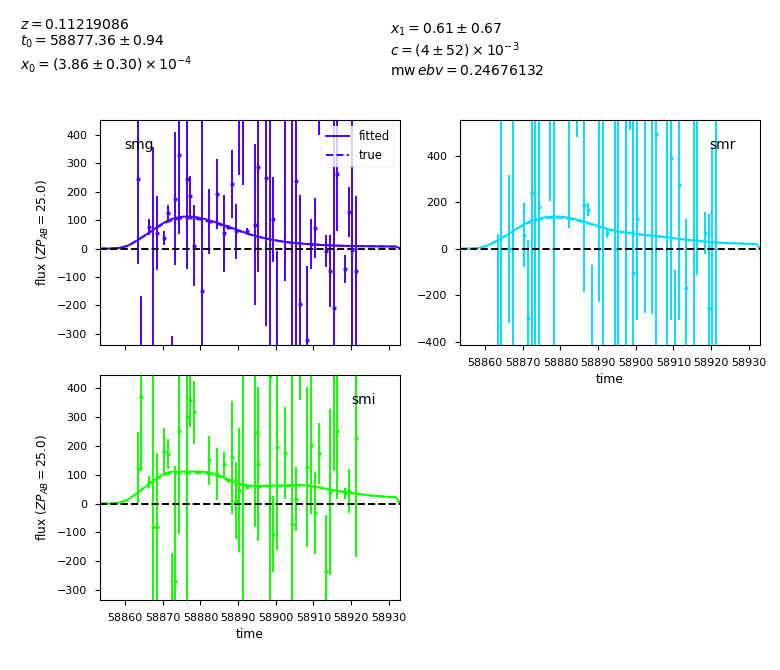 z = 0.11219086
t₀ = 58877.36 ± 0.94
x₀ = (3.86 ± 0.30) × 10⁻⁴
x₁ = 0.61 ± 0.67
c = (4 ± 52) × 10⁻³
mw ebv = 0.24676132
smg
fitted
true
flux (ZP_AB = 25.0)
400
300
200
100
0
−100
−200
−300
smr
400
200
0
−200
−400
58860 58870 58880 58890 58900 58910 58920 58930
time
smi
flux (ZP_AB = 25.0)
400
300
200
100
0
−100
−200
−300
58860 58870 58880 58890 58900 58910 58920 58930
time